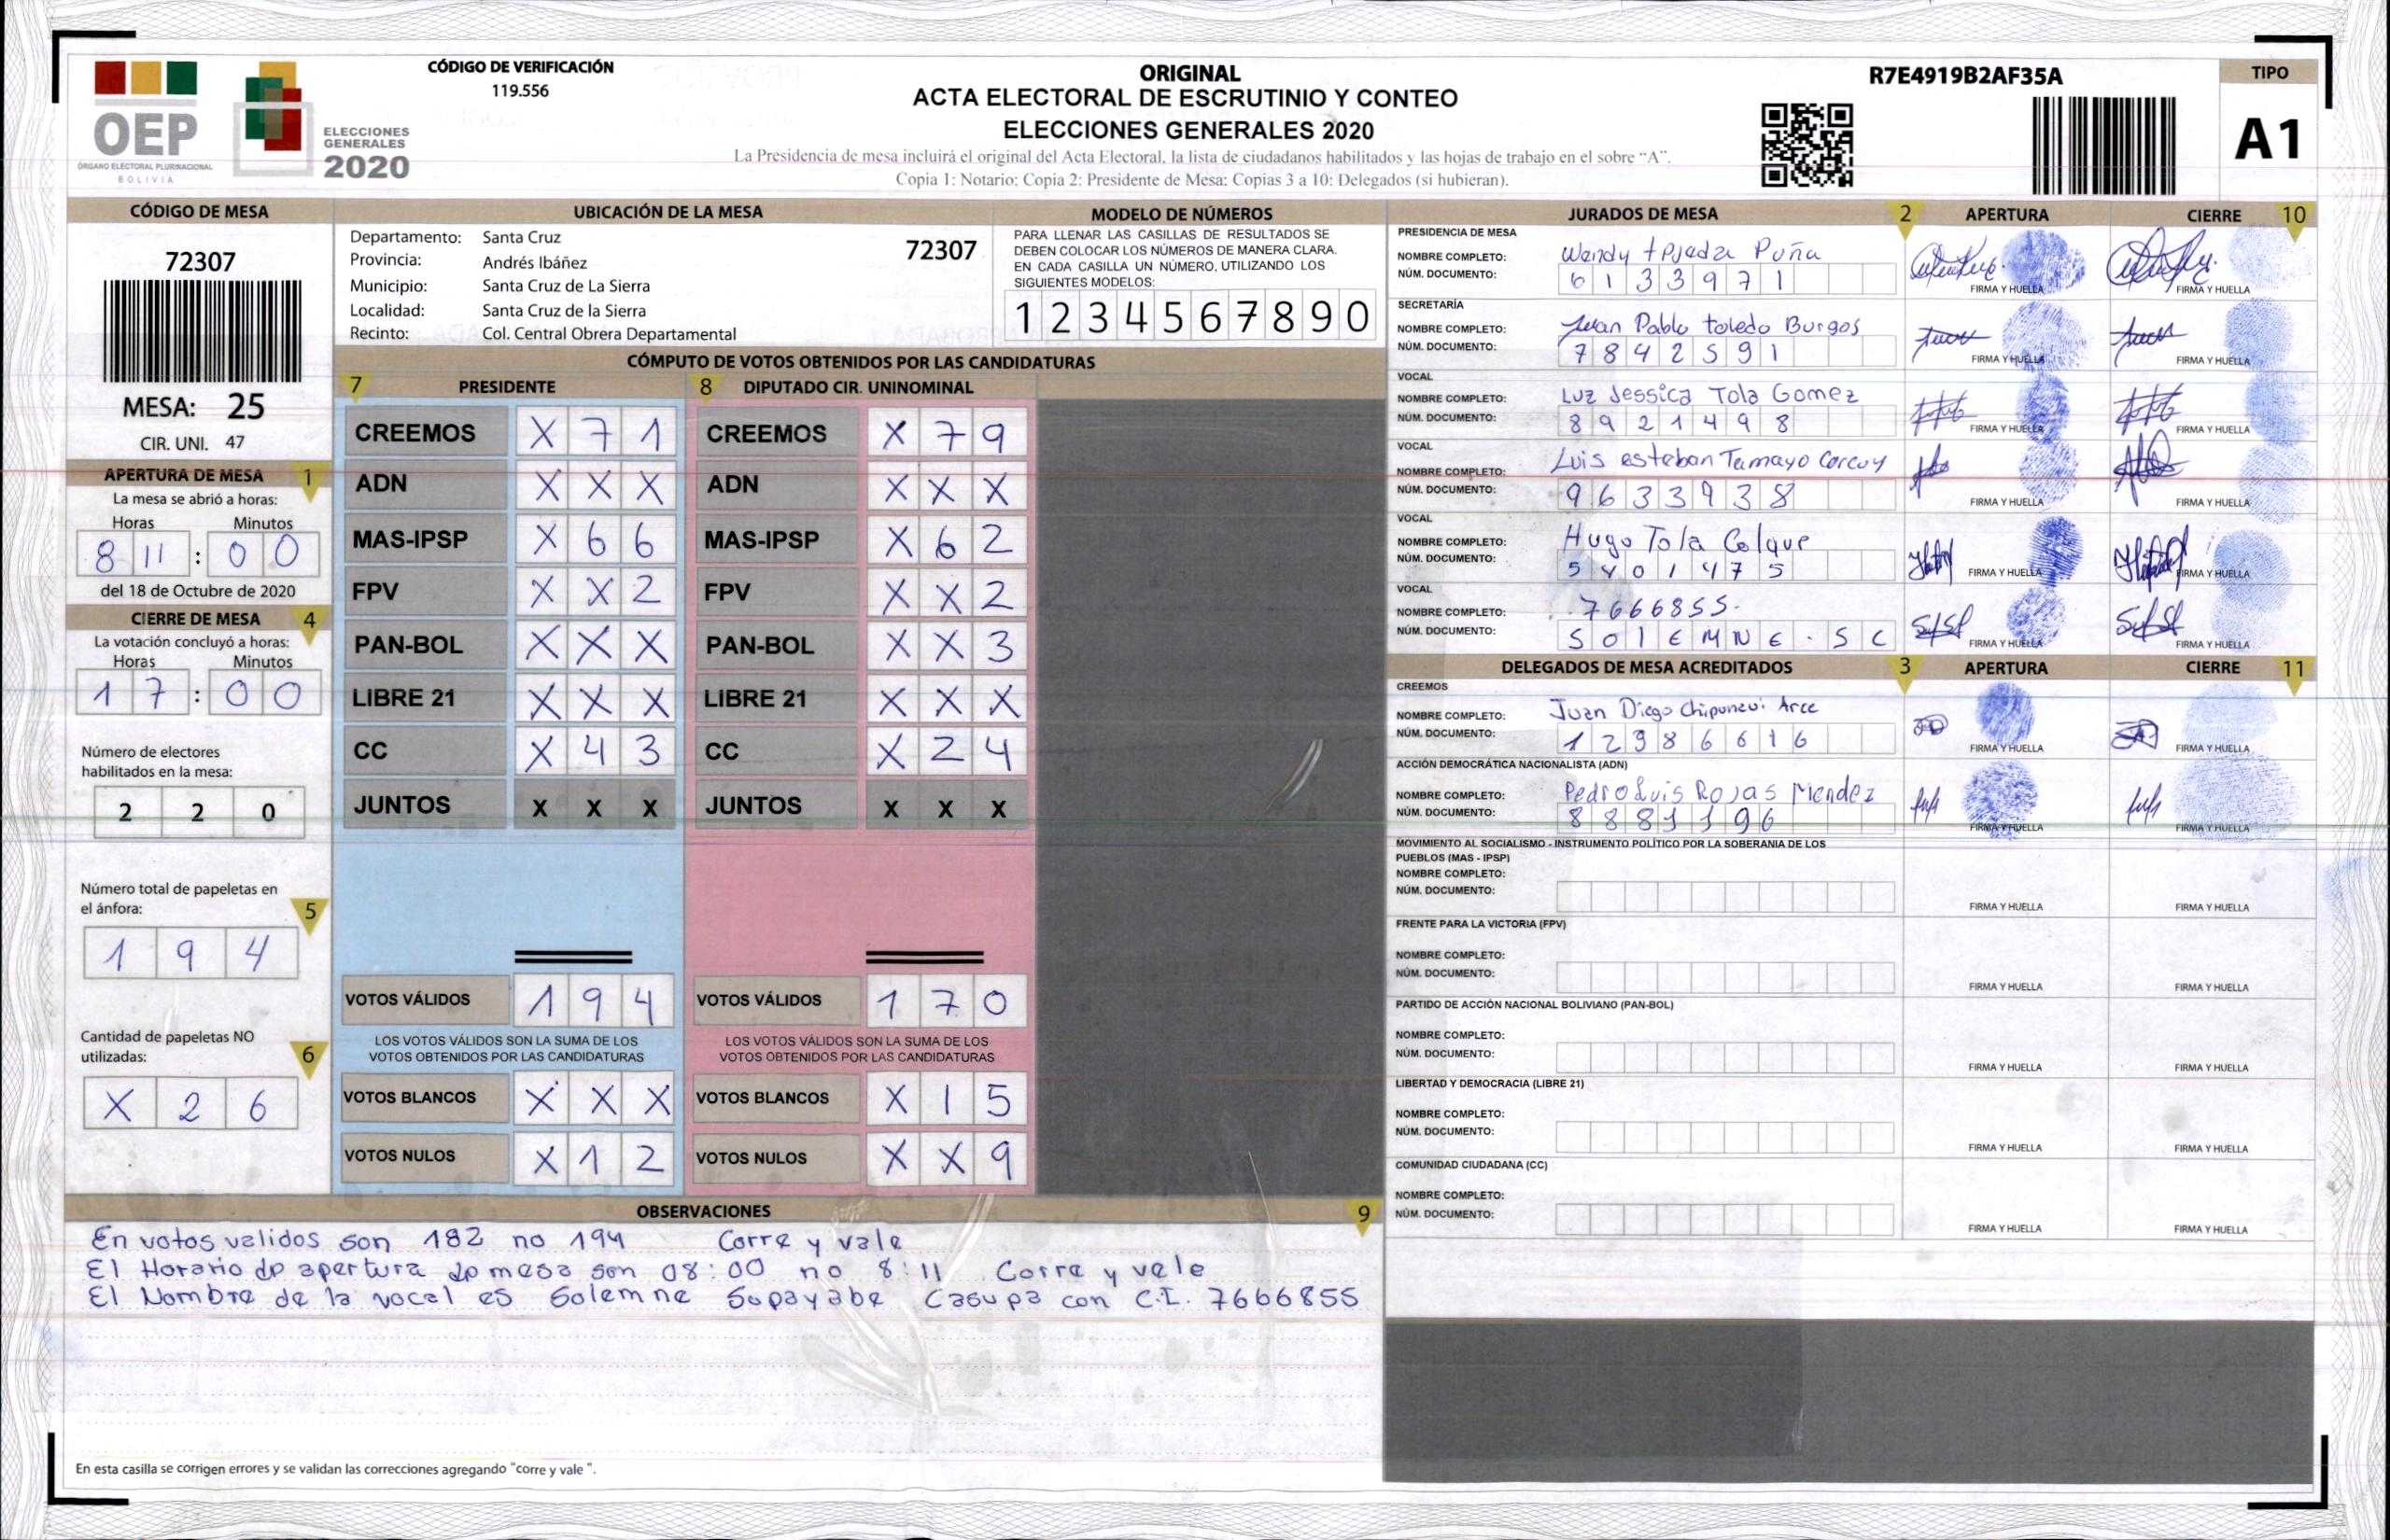 OEP
ÓRGANO ELECTORAL PLURINACIONAL
BOLIVIA
ELECCIONES
GENERALES
2020
CÓDIGO DE VERIFICACIÓN
119.556
ORIGINAL
ACTA ELECTORAL DE ESCRUTINIO Y CONTEO
ELECCIONES GENERALES 2020
La Presidencia de mesa incluirá el original del Acta Electoral, la lista de ciudadanos habilitados y las hojas de trabajo en el sobre “A”.
Copia 1: Notario; Copia 2: Presidente de Mesa; Copias 3 a 10: Delegados (si hubieran).
R7E4919B2AF35A
TIPO
A1
CÓDIGO DE MESA
72307
MESA: 25
CIR. UNI. 47
APERTURA DE MESA 1
La mesa se abrió a horas:
Horas Minutos
8 11 : 0 0
del 18 de Octubre de 2020
CIERRE DE MESA 4
La votación concluyó a horas:
Horas Minutos
1 7 : 0 0
Número de electores
habilitados en la mesa:
2 2 0
Número total de papeletas en
el ánfora: 5
1 9 4
Cantidad de papeletas NO
utilizadas: 6
X 2 6
UBICACIÓN DE LA MESA
Departamento: Santa Cruz 72307
Provincia: Andrés Ibáñez
Municipio: Santa Cruz de La Sierra
Localidad: Santa Cruz de la Sierra
Recinto: Col. Central Obrera Departamental
MODELO DE NÚMEROS
PARA LLENAR LAS CASILLAS DE RESULTADOS SE
DEBEN COLOCAR LOS NÚMEROS DE MANERA CLARA.
EN CADA CASILLA UN NÚMERO, UTILIZANDO LOS
SIGUIENTES MODELOS:
1 2 3 4 5 6 7 8 9 0
CÓMPUTO DE VOTOS OBTENIDOS POR LAS CANDIDATURAS
7 PRESIDENTE
CREEMOS X 7 1
ADN X X X
MAS-IPSP X 6 6
FPV X X 2
PAN-BOL X X X
LIBRE 21 X X X
CC X 4 3
JUNTOS X X X
VOTOS VÁLIDOS 1 9 4
LOS VOTOS VÁLIDOS SON LA SUMA DE LOS
VOTOS OBTENIDOS POR LAS CANDIDATURAS
VOTOS BLANCOS X X X
VOTOS NULOS X 1 2
8 DIPUTADO CIR. UNINOMINAL
CREEMOS X 7 9
ADN X X X
MAS-IPSP X 6 2
FPV X X 2
PAN-BOL X X 3
LIBRE 21 X X X
CC X 2 4
JUNTOS X X X
VOTOS VÁLIDOS 1 7 0
LOS VOTOS VÁLIDOS SON LA SUMA DE LOS
VOTOS OBTENIDOS POR LAS CANDIDATURAS
VOTOS BLANCOS X 1 5
VOTOS NULOS X X 9
OBSERVACIONES 9
En votos validos son 182 no 194 Corre y vale
El Horario de apertura de mesa son 08:00 no 8:11 Corre y vale
El Nombre de la vocal es Solemne Supayabe Casupa con C.I. 7666855
En esta casilla se corrigen errores y se validan las correcciones agregando "corre y vale ".
JURADOS DE MESA 2 APERTURA CIERRE 10
PRESIDENCIA DE MESA
NOMBRE COMPLETO: Wendy tejada Puña
NÚM. DOCUMENTO: 6 1 3 3 9 7 1
FIRMA Y HUELLA FIRMA Y HUELLA
SECRETARÍA
NOMBRE COMPLETO: Juan Pablo toledo Burgos
NÚM. DOCUMENTO: 7 8 4 2 5 9 1
FIRMA Y HUELLA FIRMA Y HUELLA
VOCAL
NOMBRE COMPLETO: Luz Jessica Tola Gomez
NÚM. DOCUMENTO: 8 9 2 1 4 9 8
FIRMA Y HUELLA FIRMA Y HUELLA
VOCAL
NOMBRE COMPLETO: Luis esteban Tamayo Corcuy
NÚM. DOCUMENTO: 9 6 3 3 9 3 8
FIRMA Y HUELLA FIRMA Y HUELLA
VOCAL
NOMBRE COMPLETO: Hugo Tola Colque
NÚM. DOCUMENTO: 5 4 0 1 4 7 5
FIRMA Y HUELLA FIRMA Y HUELLA
VOCAL
NOMBRE COMPLETO: 7666855.
NÚM. DOCUMENTO: S O l E M N E . S C
FIRMA Y HUELLA FIRMA Y HUELLA
DELEGADOS DE MESA ACREDITADOS 3 APERTURA CIERRE 11
CREEMOS
NOMBRE COMPLETO: Juan Diego Arce
NÚM. DOCUMENTO: 1 2 9 8 6 6 1 6
FIRMA Y HUELLA FIRMA Y HUELLA
ACCIÓN DEMOCRÁTICA NACIONALISTA (ADN)
NOMBRE COMPLETO: Pedro Luis Rojas Mendez
NÚM. DOCUMENTO: 8 8 8 1 1 9 6
FIRMA Y HUELLA FIRMA Y HUELLA
MOVIMIENTO AL SOCIALISMO - INSTRUMENTO POLÍTICO POR LA SOBERANIA DE LOS
PUEBLOS (MAS - IPSP)
NOMBRE COMPLETO:
NÚM. DOCUMENTO:
FIRMA Y HUELLA FIRMA Y HUELLA
FRENTE PARA LA VICTORIA (FPV)
NOMBRE COMPLETO:
NÚM. DOCUMENTO:
FIRMA Y HUELLA FIRMA Y HUELLA
PARTIDO DE ACCIÓN NACIONAL BOLIVIANO (PAN-BOL)
NOMBRE COMPLETO:
NÚM. DOCUMENTO:
FIRMA Y HUELLA FIRMA Y HUELLA
LIBERTAD Y DEMOCRACIA (LIBRE 21)
NOMBRE COMPLETO:
NÚM. DOCUMENTO:
FIRMA Y HUELLA FIRMA Y HUELLA
COMUNIDAD CIUDADANA (CC)
NOMBRE COMPLETO:
NÚM. DOCUMENTO:
FIRMA Y HUELLA FIRMA Y HUELLA